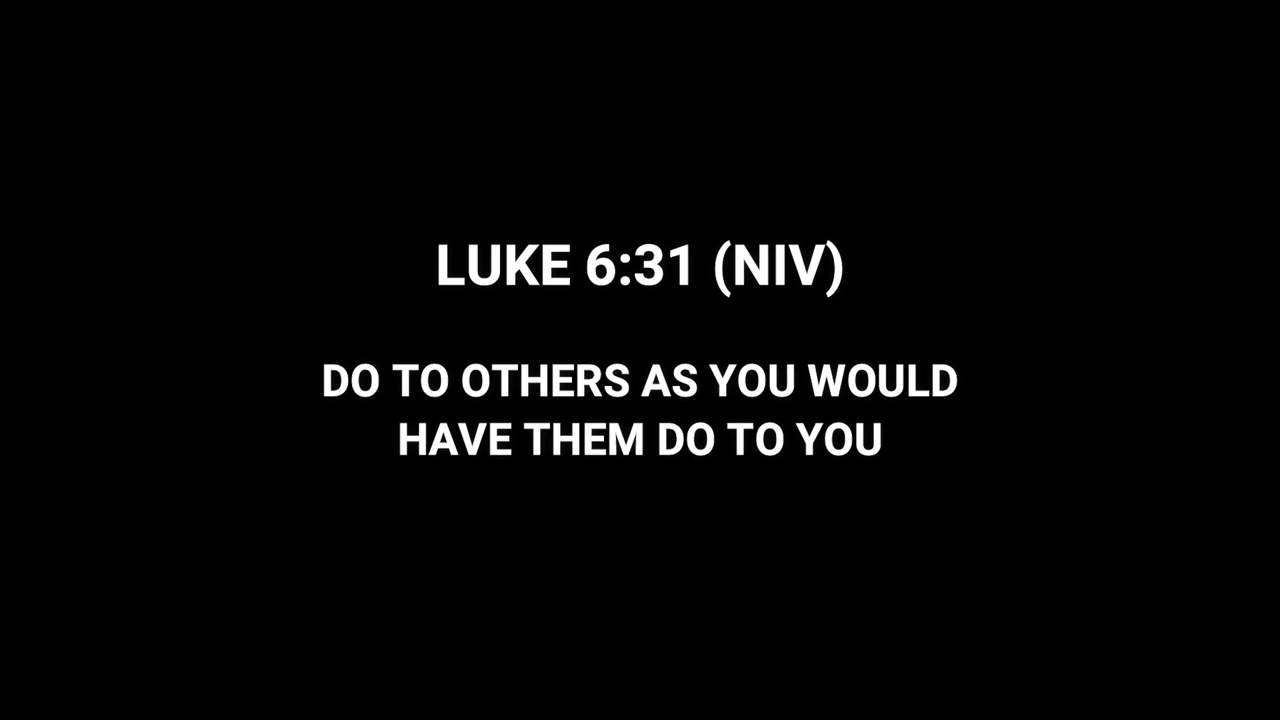 LUKE 6:31 (NIV)
DO TO OTHERS AS YOU WOULD
HAVE THEM DO TO YOU